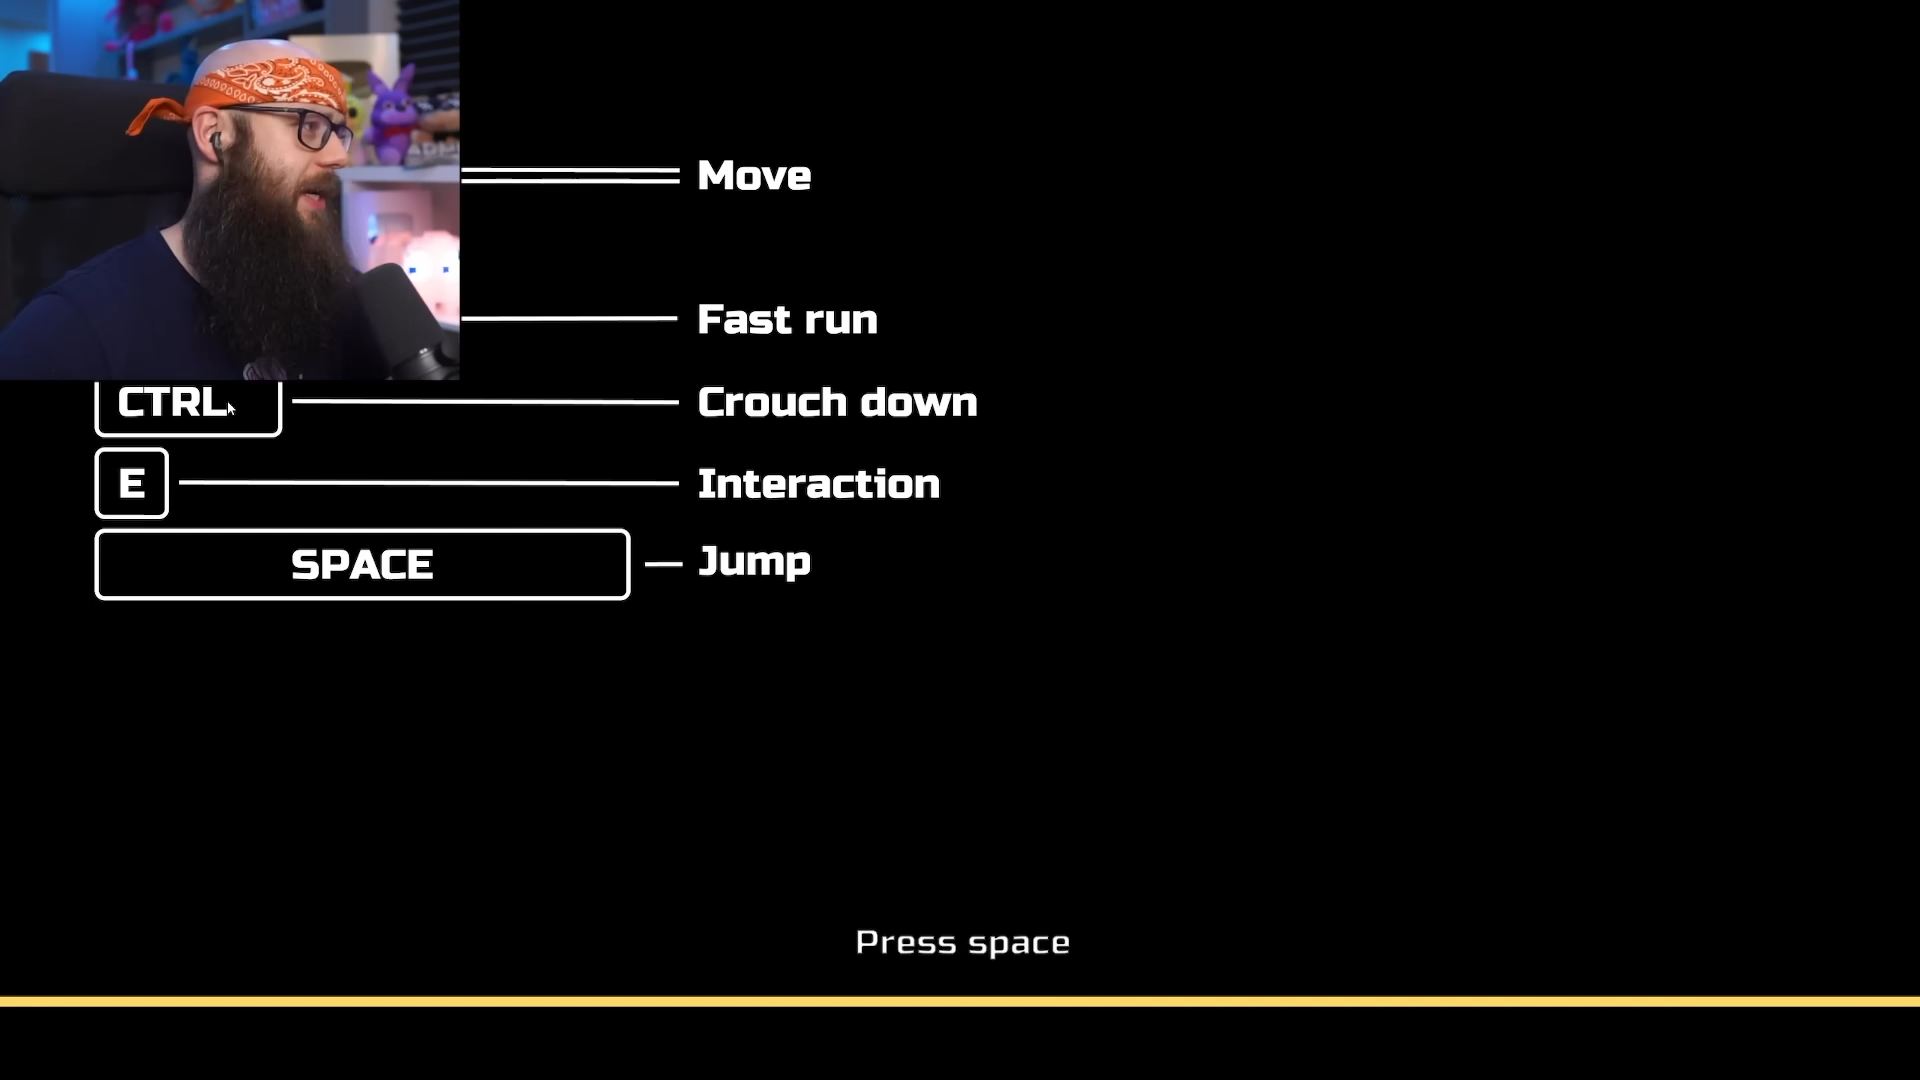 Move
Fast run
CTRL
Crouch down
E
Interaction
SPACE
Jump
Press space